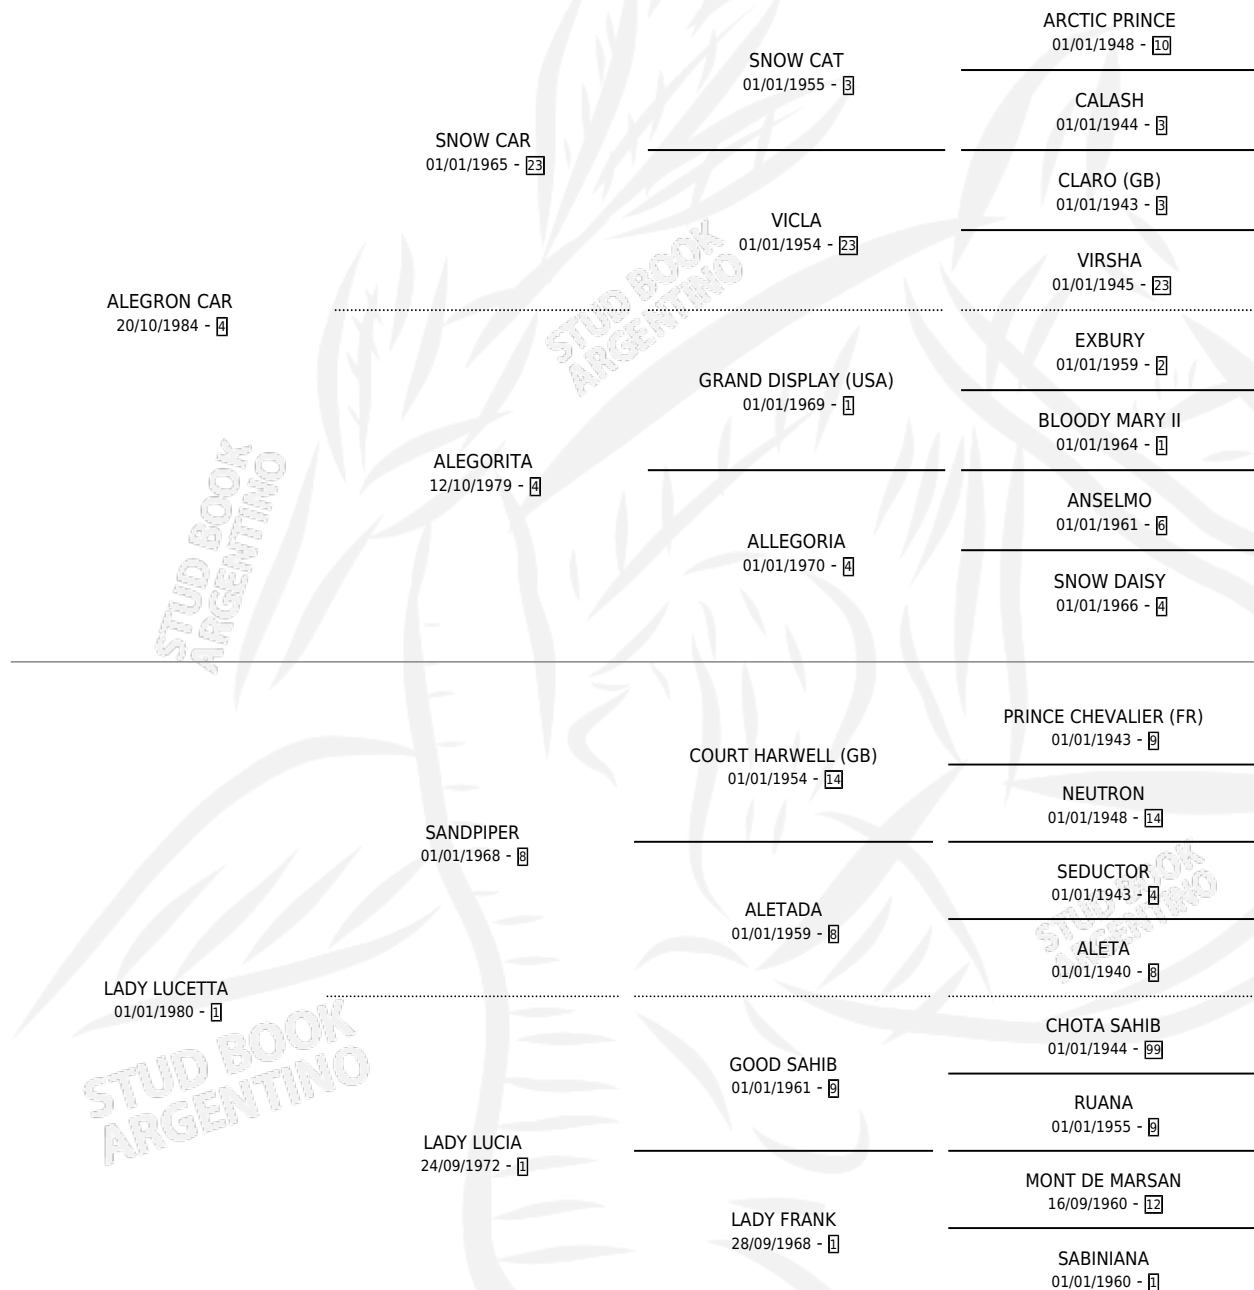 ARCTIC PRINCE
01/01/1948 - 10
SNOW CAT
01/01/1955 - 3
CALASH
01/01/1944 - 3
SNOW CAR
01/01/1965 - 23
CLARO (GB)
01/01/1943 - 3
VICLA
01/01/1954 - 23
VIRSHA
01/01/1945 - 23
ALEGRON CAR
20/10/1984 - 4
EXBURY
01/01/1959 - 2
GRAND DISPLAY (USA)
01/01/1969 - 1
BLOODY MARY II
01/01/1964 - 1
ALEGORITA
12/10/1979 - 4
ANSELMO
01/01/1961 - 6
ALLEGORIA
01/01/1970 - 4
SNOW DAISY
01/01/1966 - 4
PRINCE CHEVALIER (FR)
01/01/1943 - 9
COURT HARWELL (GB)
01/01/1954 - 14
NEUTRON
01/01/1948 - 14
SANDPIPER
01/01/1968 - 8
SEDUCTOR
01/01/1943 - 4
ALETADA
01/01/1959 - 8
ALETA
01/01/1940 - 8
LADY LUCETTA
01/01/1980 - 1
CHOTA SAHIB
01/01/1944 - 99
GOOD SAHIB
01/01/1961 - 9
RUANA
01/01/1955 - 9
LADY LUCIA
24/09/1972 - 1
MONT DE MARSAN
16/09/1960 - 12
LADY FRANK
28/09/1968 - 1
SABINIANA
01/01/1960 - 1
STUD BOOK
ARGENTINO
STUD BOOK
ARGENTINO
STUD BOOK
ARGENTINO
STUD BOOK
ARGENTINO